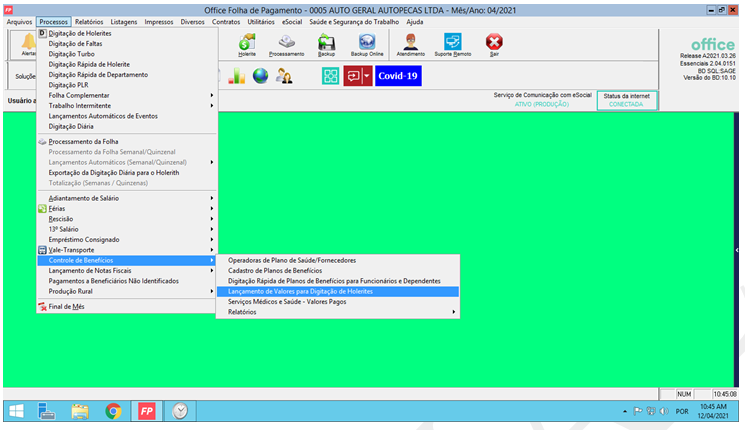 FP
Office Folha de Pagamento - 0005 AUTO GERAL AUTOPECAS LTDA - Mês/Ano: 04/2021
Arquivos Processos Relatórios Listagens Impressos Diversos Contratos Utilitários eSocial Saúde e Segurança do Trabalho Ajuda
Alerta
Holerite Processamento Backup Backup Online Atendimento Suporte Remoto Sair
office
Release A2021.03.26
Essenciais 2.04.0151
BD SQL:SAGE
Versão do BD:10.10
Soluçõe
Covid-19
Usuário a
Serviço de Comunicação com eSocial
ATIVO (PRODUÇÃO)
Status da internet
CONECTADA
D Digitação de Holerites
Digitação de Faltas
Digitação Turbo
Digitação Rápida de Holerite
Digitação Rápida de Departamento
Digitação PLR
Folha Complementar
Trabalho Intermitente
Lançamentos Automáticos de Eventos
Digitação Diária
Processamento da Folha
Processamento da Folha Semanal/Quinzenal
Lançamentos Automáticos (Semanal/Quinzenal)
Exportação da Digitação Diária para o Holerith
Totalização (Semanas / Quinzenas)
Adiantamento de Salário
Férias
Rescisão
13º Salário
Empréstimo Consignado
Vale-Transporte
Controle de Benefícios
Lançamento de Notas Fiscais
Pagamentos a Beneficiários Não Identificados
Produção Rural
Final de Mês
Operadoras de Plano de Saúde/Fornecedores
Cadastro de Planos de Benefícios
Digitação Rápida de Planos de Benefícios para Funcionários e Dependentes
Lançamento de Valores para Digitação de Holerites
Serviços Médicos e Saúde - Valores Pagos
Relatórios
NUM 10:45:08
FP
POR
10:45 AM
12/04/2021